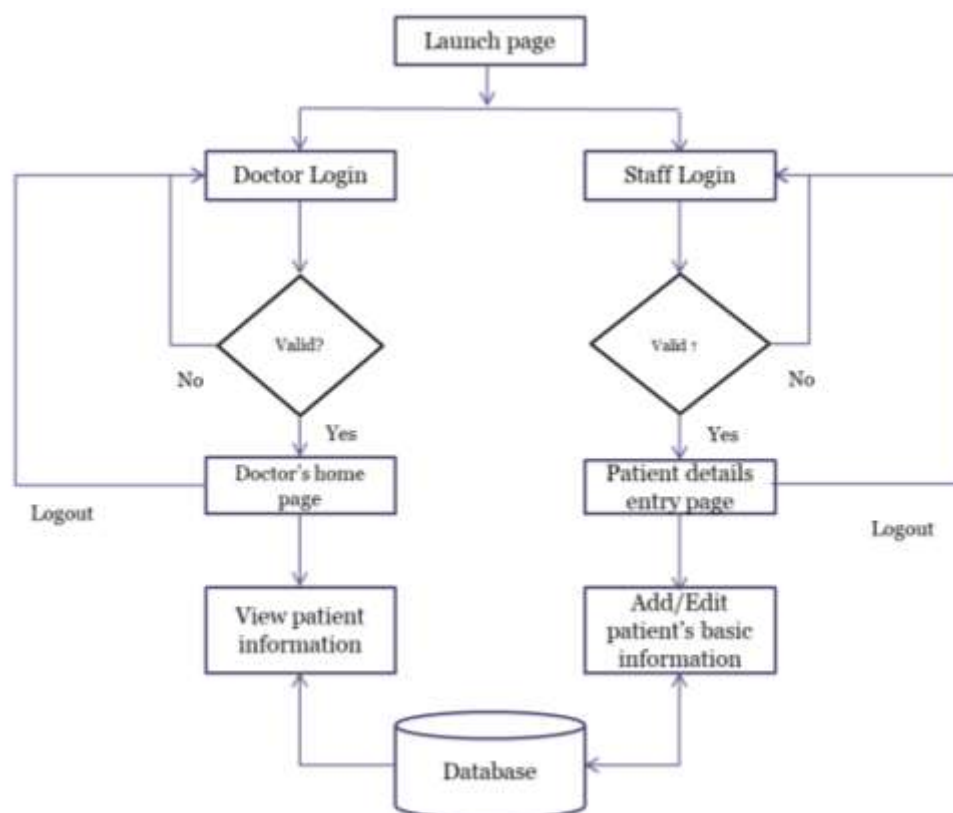 Launch page
Doctor Login
Staff Login
Valid?
Valid ↑
No
No
Yes
Yes
Doctor's home
page
Patient details
entry page
Logout
Logout
View patient
information
Add/Edit
patient's basic
information
Database